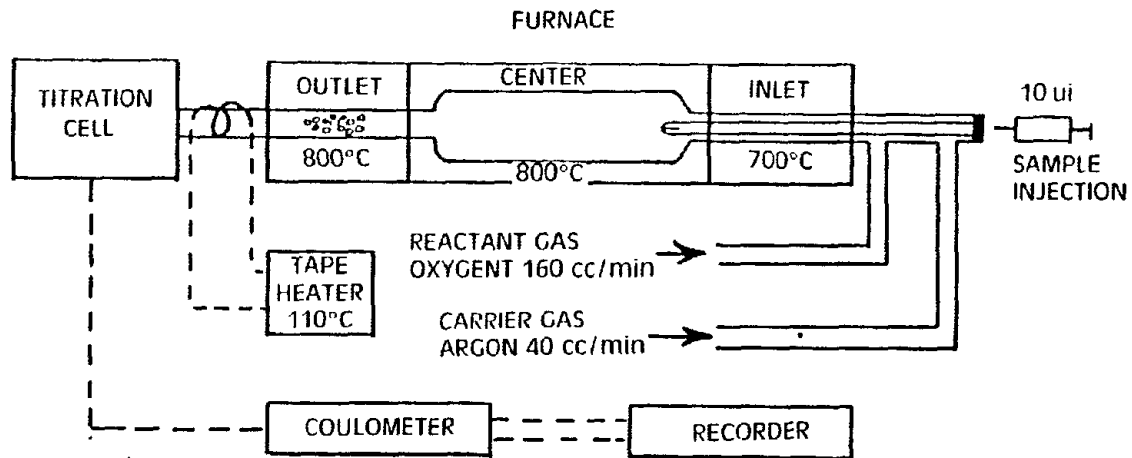 FURNACE
TITRATION
CELL
OUTLET
800°C
CENTER
800°C
INLET
700°C
10 ui
SAMPLE
INJECTION
REACTANT GAS
OXYGENT 160 cc/min
TAPE
HEATER
110°C
CARRIER GAS
ARGON 40 cc/min
COULOMETER
RECORDER